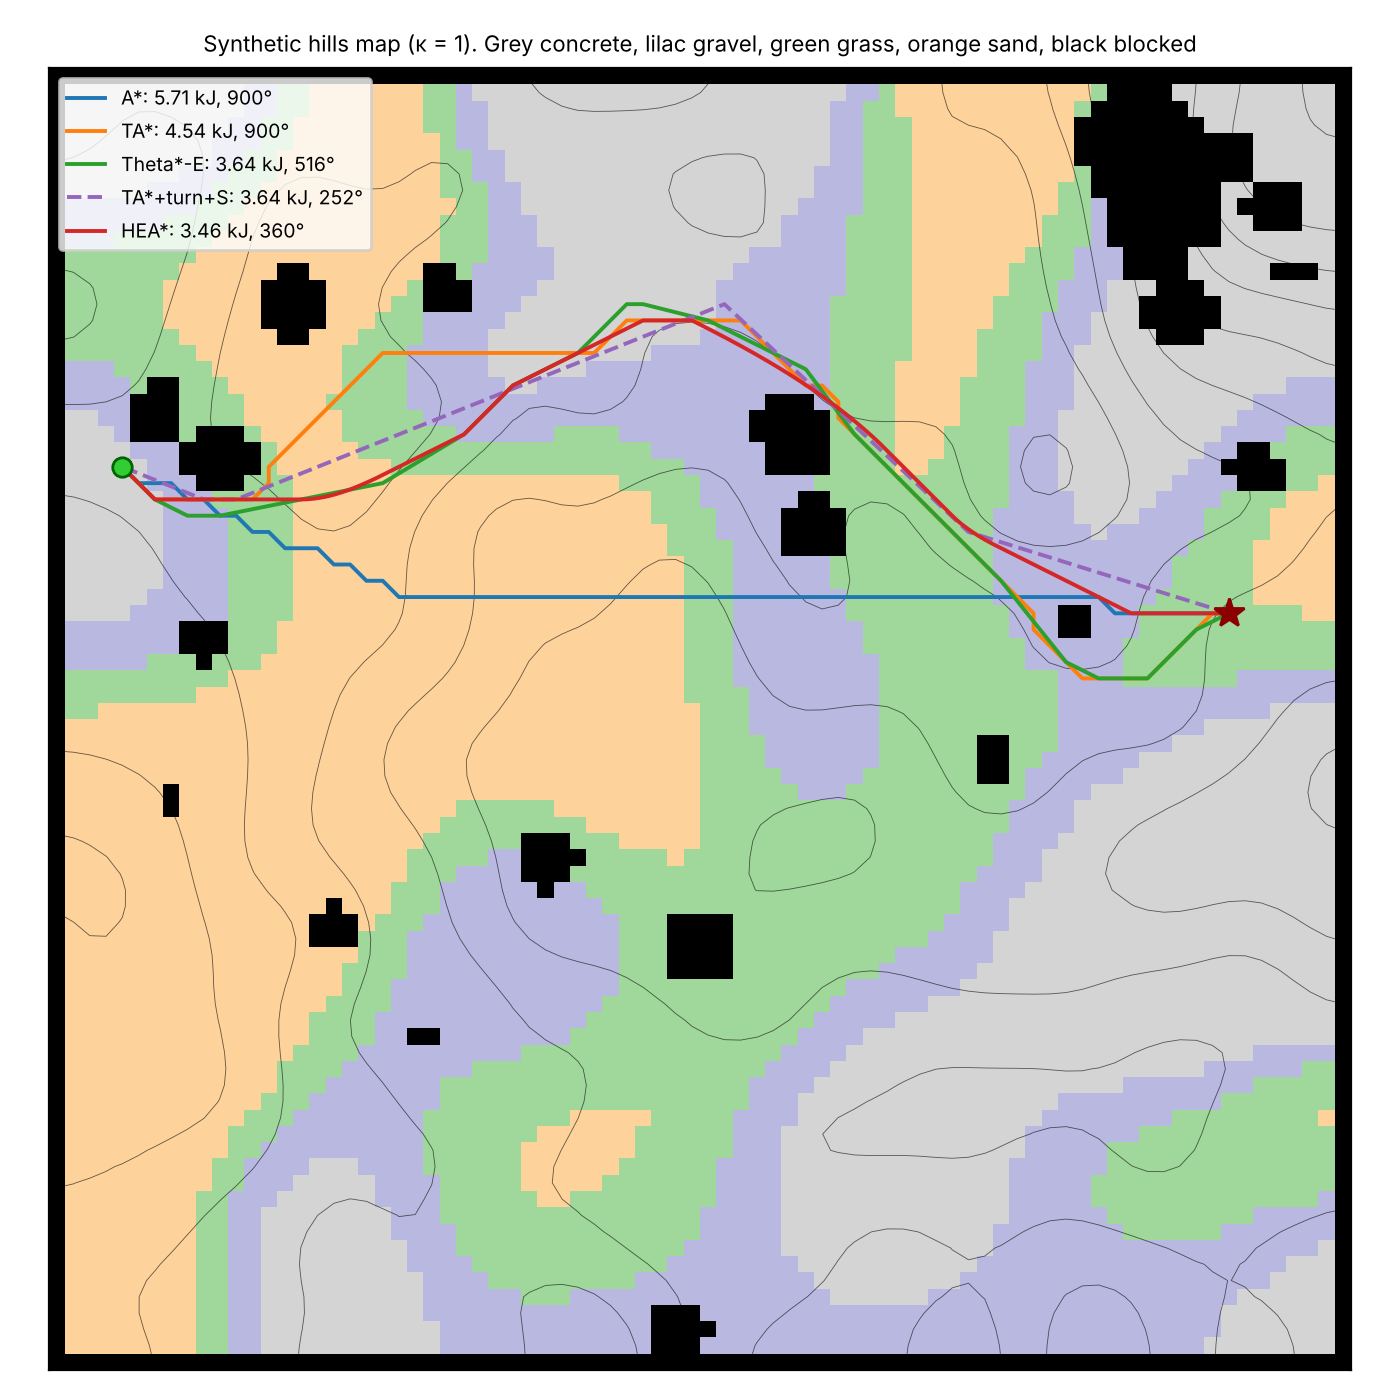 Synthetic hills map (κ = 1). Grey concrete, lilac gravel, green grass, orange sand, black blocked
A*: 5.71 kJ, 900°
TA*: 4.54 kJ, 900°
Theta*-E: 3.64 kJ, 516°
TA*+turn+S: 3.64 kJ, 252°
HEA*: 3.46 kJ, 360°